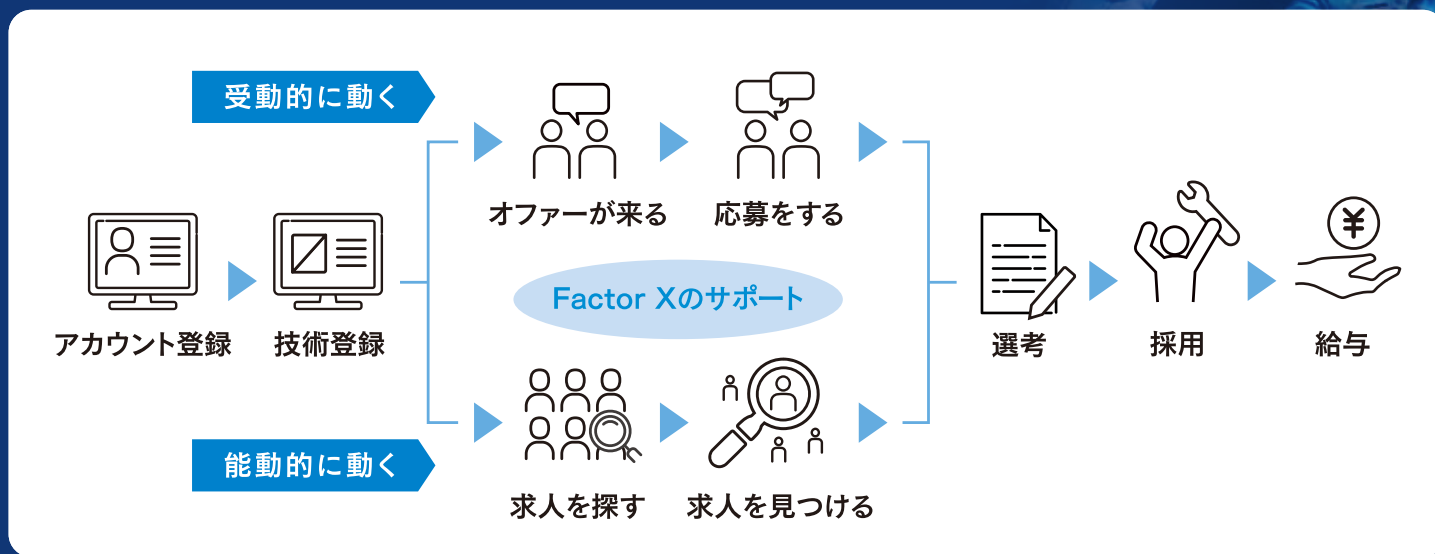 受動的に動く
オファーが来る
応募をする
アカウント登録
技術登録
Factor Xのサポート
能動的に動く
求人を探す
求人を見つける
選考
採用
¥
給与